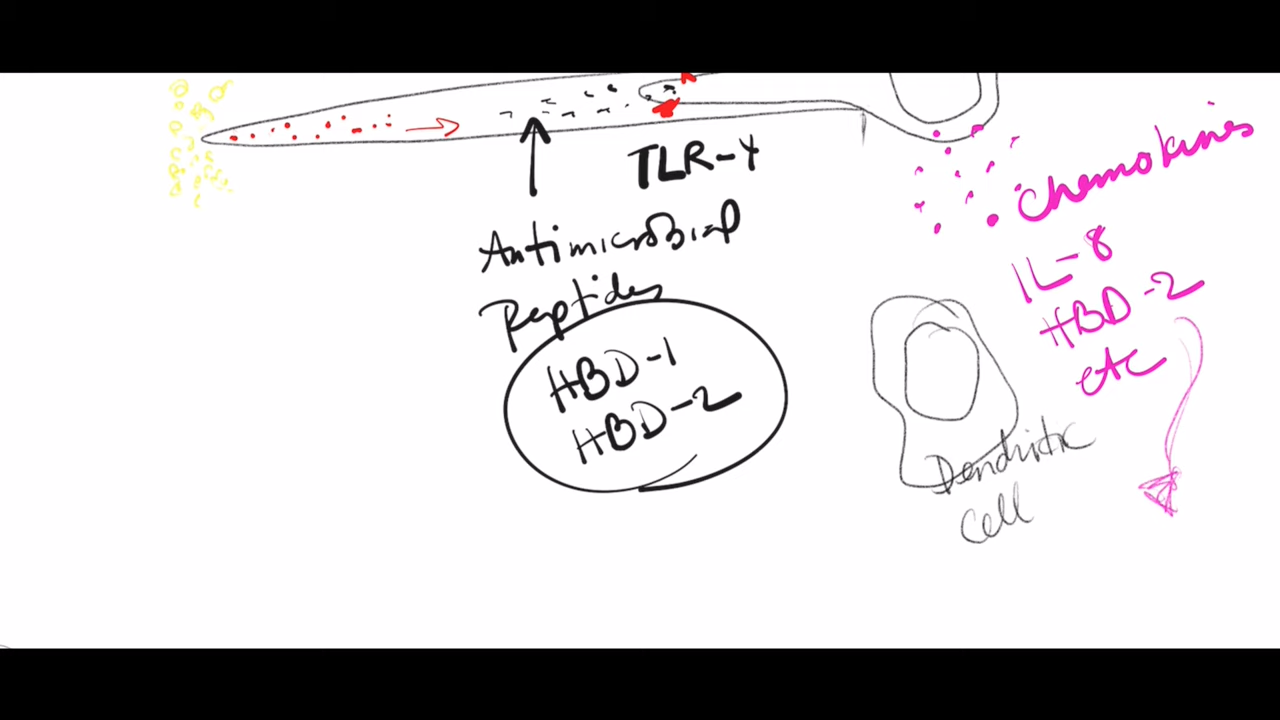 TLR-4
Antimicrobial
Peptides
HBD-1
HBD-2
chemokines
IL-8
HBD-2
etc
Dendritic
Cell